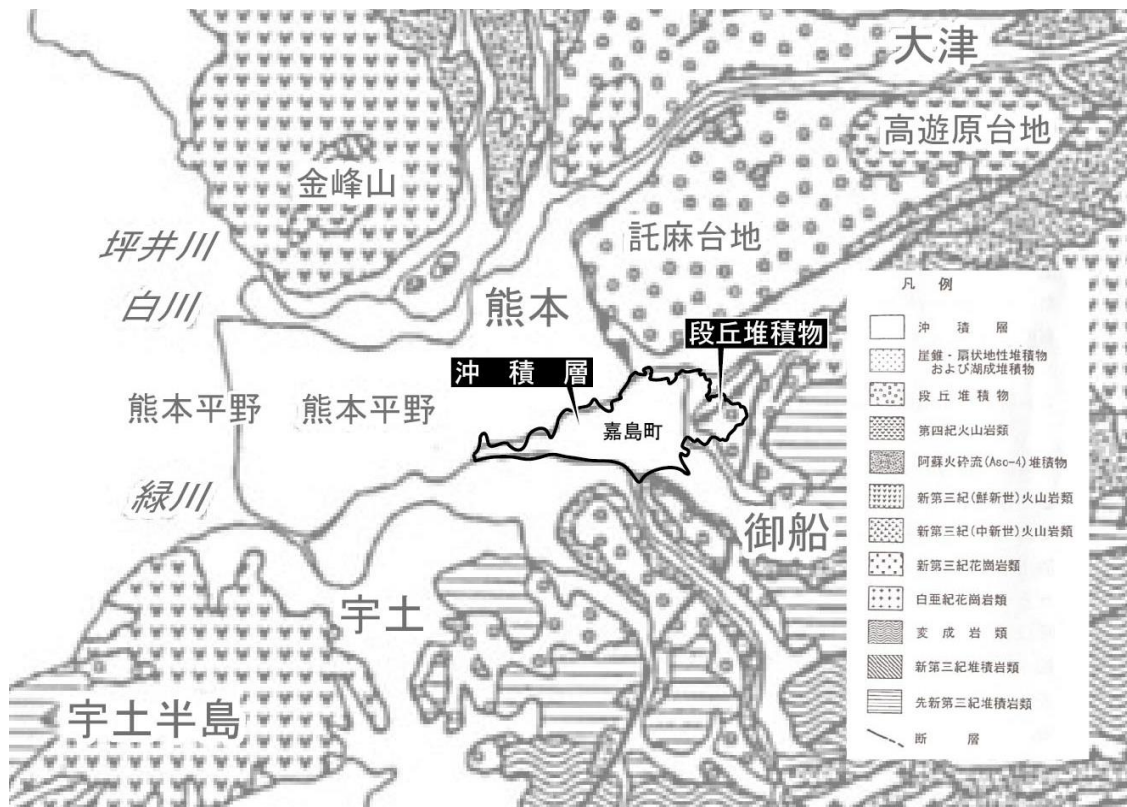 大津
高遊原台地
金峰山
託麻台地
坪井川
白川
熊本
段丘堆積物
沖積層
熊本平野
熊本平野
嘉島町
緑川
御船
宇土
宇土半島
凡例
沖積層
崖錐・扇状地性堆積物
および湖成堆積物
段丘堆積物
第四紀火山岩類
阿蘇火砕流(Aso-4)堆積物
新第三紀(鮮新世)火山岩類
新第三紀(中新世)火山岩類
新第三紀花崗岩類
白亜紀花崗岩類
変成岩類
新第三紀堆積岩類
先新第三紀堆積岩類
断層